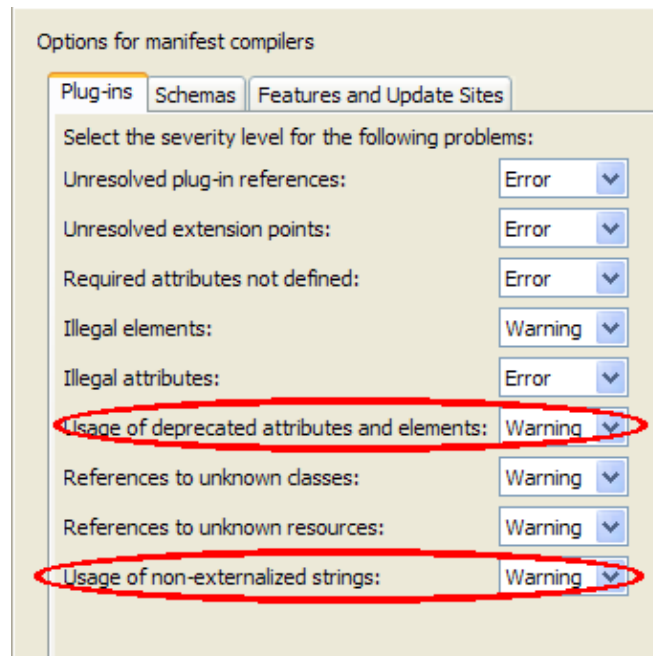 Options for manifest compilers
Plug-ins Schemas Features and Update Sites
Select the severity level for the following problems:
Unresolved plug-in references: Error
Unresolved extension points: Error
Required attributes not defined: Error
Illegal elements: Warning
Illegal attributes: Error
Usage of deprecated attributes and elements: Warning
References to unknown classes: Warning
References to unknown resources: Warning
Usage of non-externalized strings: Warning